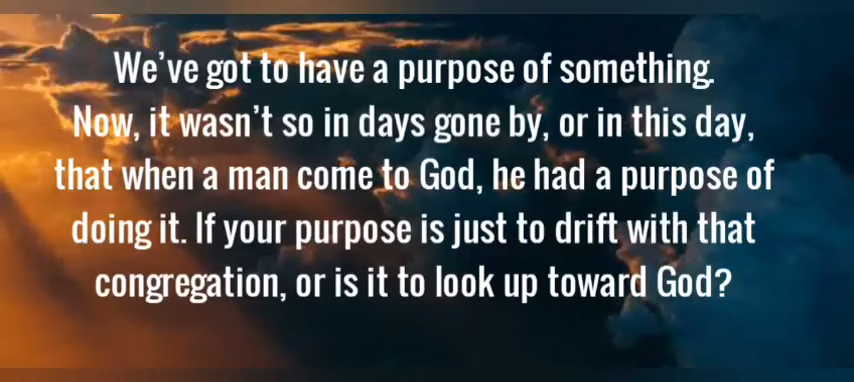 We’ve got to have a purpose of something.
Now, it wasn’t so in days gone by, or in this day,
that when a man come to God, he had a purpose of
doing it. If your purpose is just to drift with that
congregation, or is it to look up toward God?